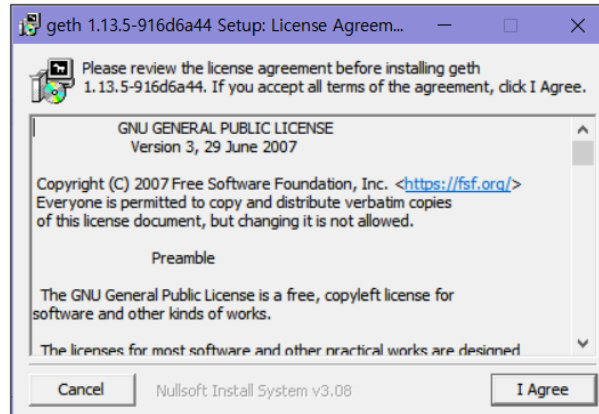 geth 1.13.5-916d6a44 Setup: License Agreem...
Please review the license agreement before installing geth
1.13.5-916d6a44. If you accept all terms of the agreement, click I Agree.
GNU GENERAL PUBLIC LICENSE
Version 3, 29 June 2007
Copyright (C) 2007 Free Software Foundation, Inc. <https://fsf.org/>
Everyone is permitted to copy and distribute verbatim copies
of this license document, but changing it is not allowed.
Preamble
The GNU General Public License is a free, copyleft license for
software and other kinds of works.
The licenses for most software and other practical works are designed
Cancel
Nullsoft Install System v3.08
I Agree